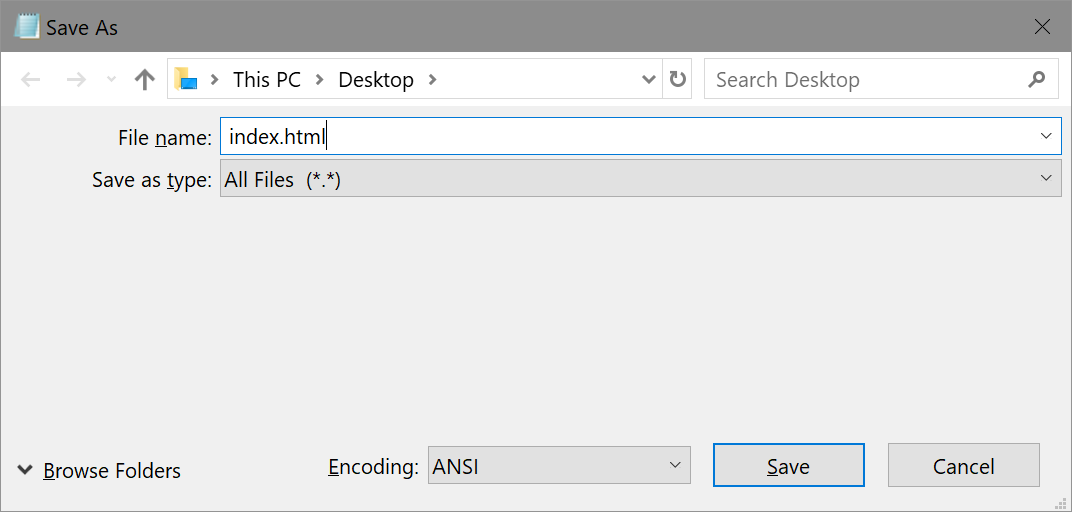 Save As
This PC Desktop Search Desktop
File name: index.html
Save as type: All Files (*.*)
Browse Folders Encoding: ANSI Save Cancel